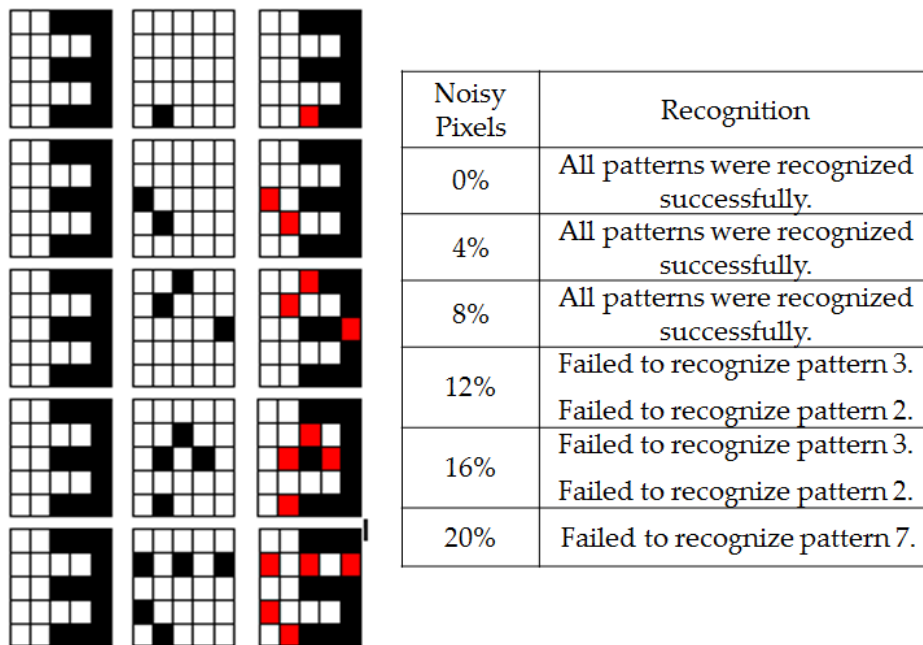 Noisy
Pixels
Recognition
0%
All patterns were recognized
successfully.
4%
All patterns were recognized
successfully.
8%
All patterns were recognized
successfully.
12%
Failed to recognize pattern 3.
Failed to recognize pattern 2.
16%
Failed to recognize pattern 3.
Failed to recognize pattern 2.
20%
Failed to recognize pattern 7.